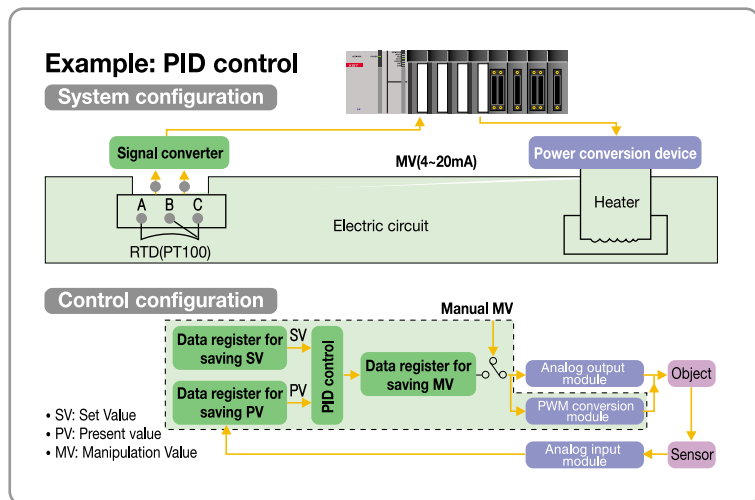 Example: PID control
System configuration
Signal converter
MV(4~20mA)
Power conversion device
A B C
RTD(PT100)
Electric circuit
Heater
Control configuration
Manual MV
Data register for
saving SV
SV
Data register for
saving PV
PV
PID control
Data register for
saving MV
Analog output
module
PWM conversion
module
Object
Analog input
module
Sensor
• SV: Set Value
• PV: Present value
• MV: Manipulation Value